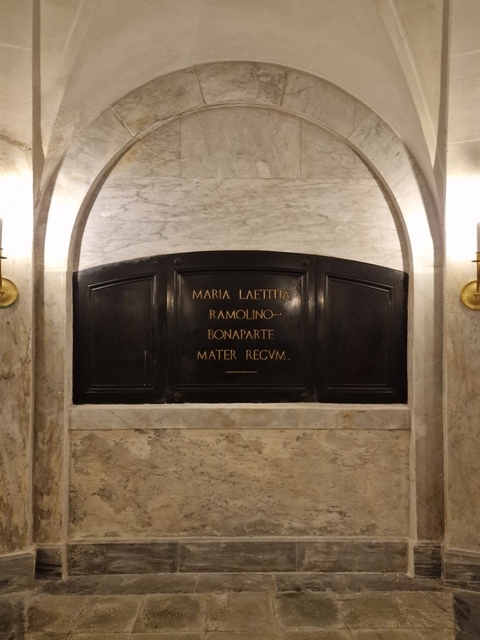 MARIA LAETITIA
RAMOLINO-
BONAPARTE
MATER REGVM.